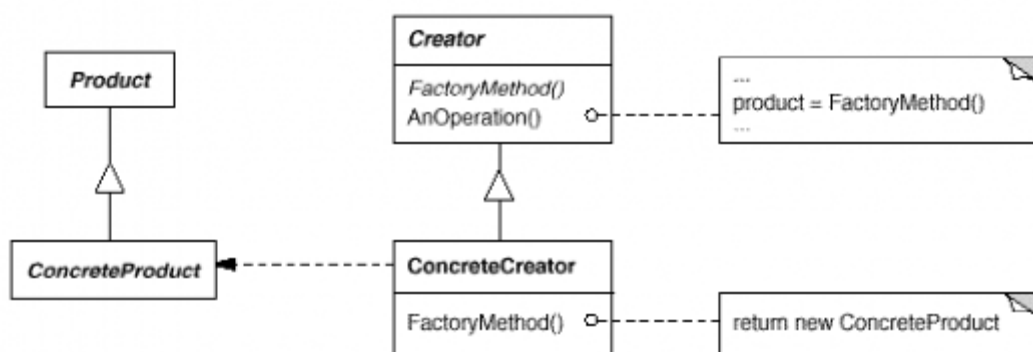 Product
ConcreteProduct
Creator
FactoryMethod()
AnOperation()
...
product = FactoryMethod()
...
ConcreteCreator
FactoryMethod()
return new ConcreteProduct